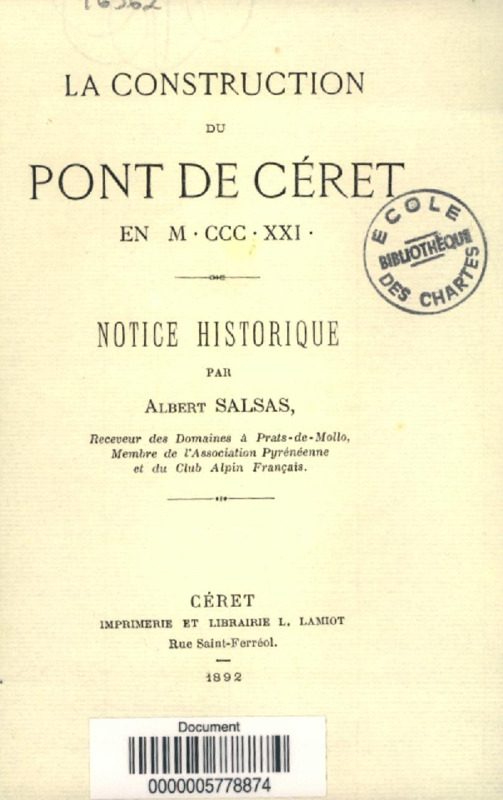 16562
LA CONSTRUCTION
DU
PONT DE CÉRET
EN M · CCC · XXI ·
ECOLE
BIBLIOTHÈQUE
DES CHARTES
NOTICE HISTORIQUE
PAR
ALBERT SALSAS,
Receveur des Domaines à Prats-de-Mollo,
Membre de l'Association Pyrénéenne
et du Club Alpin Français.
CÉRET
IMPRIMERIE ET LIBRAIRIE L. LAMIOT
Rue Saint-Ferréol.
1892
Document
0000005778874